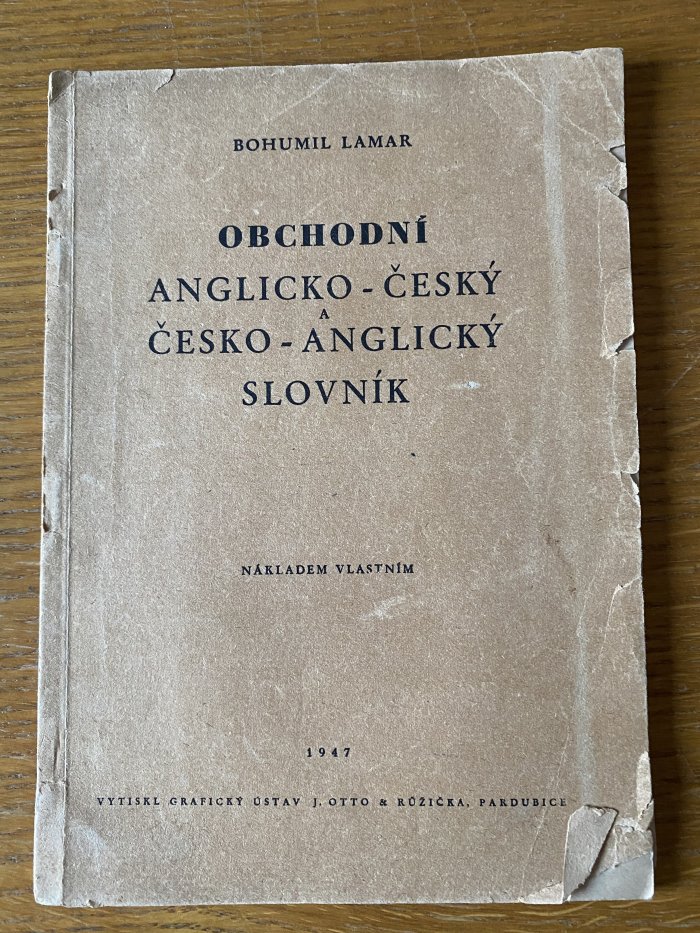 BOHUMIL LAMAR
OBCHODNÍ
ANGLICKO - ČESKÝ
A
ČESKO - ANGLICKÝ
SLOVNÍK
NÁKLADEM VLASTNÍM
1947
VYTISKL GRAFICKÝ ÚSTAV J. OTTO & RŮŽIČKA, PARDUBICE